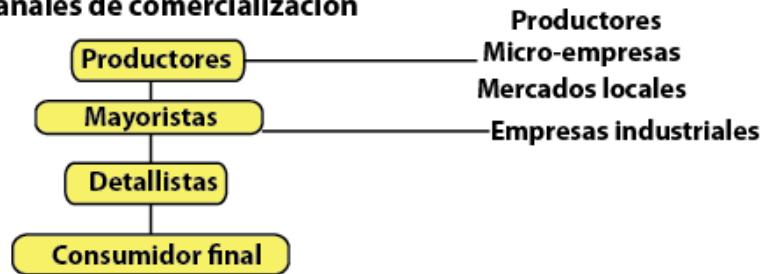 anales de comercialización
Productores
Mayoristas
Detallistas
Consumidor final
Productores
Micro-empresas
Mercados locales
Empresas industriales